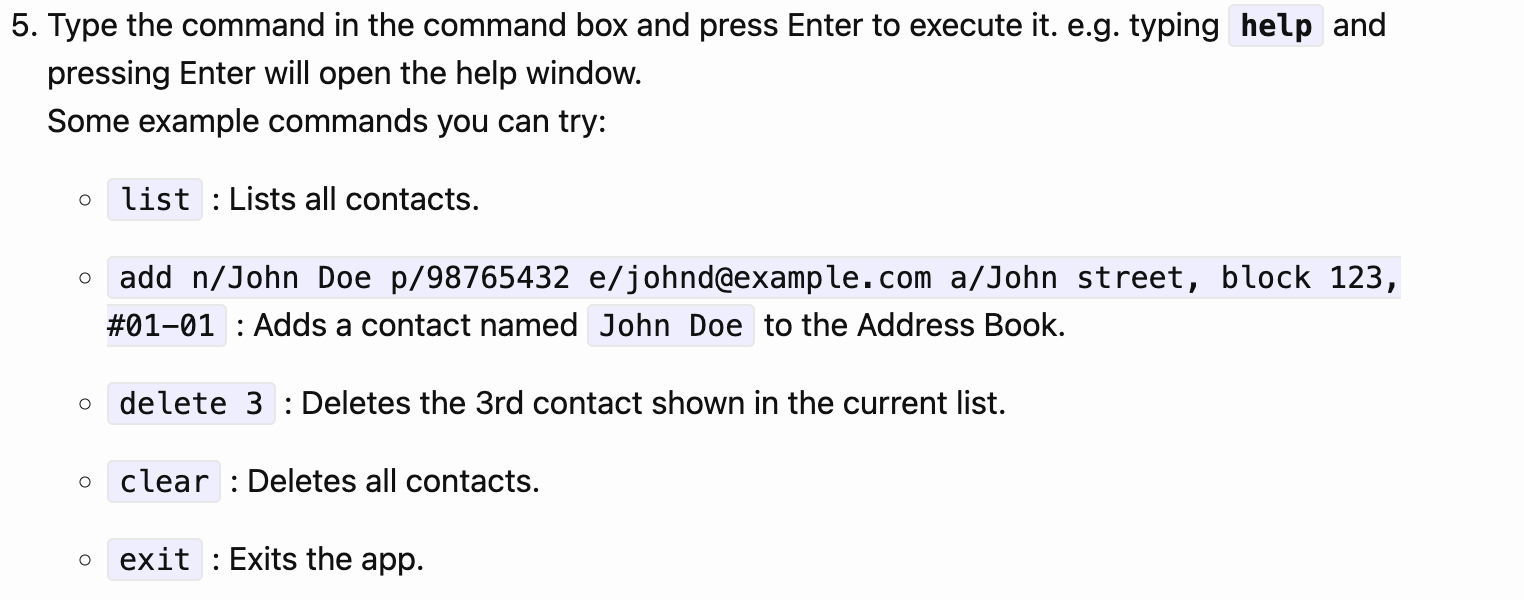 5. Type the command in the command box and press Enter to execute it. e.g. typing help and
pressing Enter will open the help window.
Some example commands you can try:
list : Lists all contacts.
add n/John Doe p/98765432 e/johnd@example.com a/John street, block 123,
#01-01 : Adds a contact named John Doe to the Address Book.
delete 3 : Deletes the 3rd contact shown in the current list.
clear : Deletes all contacts.
exit : Exits the app.